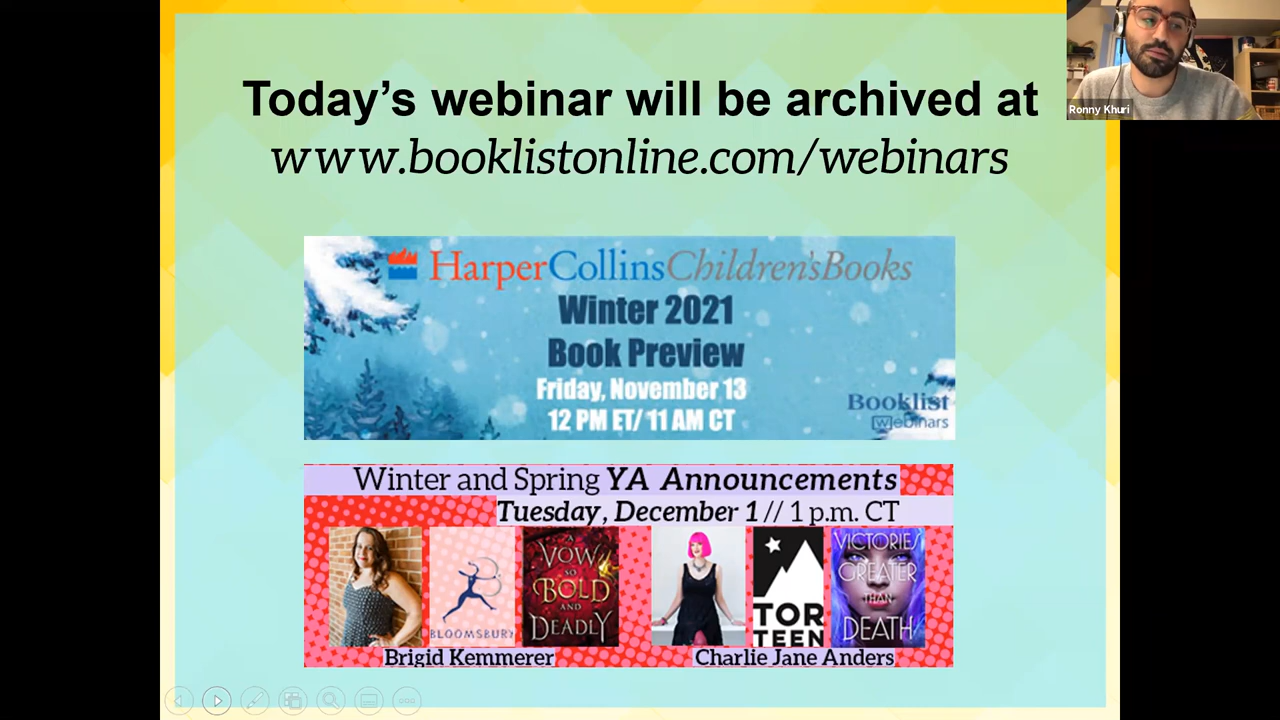 Today's webinar will be archived at
www.booklistonline.com/webinars
Ronny Khuri
HarperCollinsChildren'sBooks
Winter 2021
Book Preview
Friday, November 13
12 PM ET/ 11 AM CT
Booklist
webinars
Winter and Spring YA Announcements
Tuesday, December 1 // 1 p.m. CT
BLOOMSBURY
A
VOW
SO
BOLD
AND
DEADLY
TOR
TEEN
VICTORIES
GREATER
THAN
DEATH
Brigid Kemmerer
Charlie Jane Anders